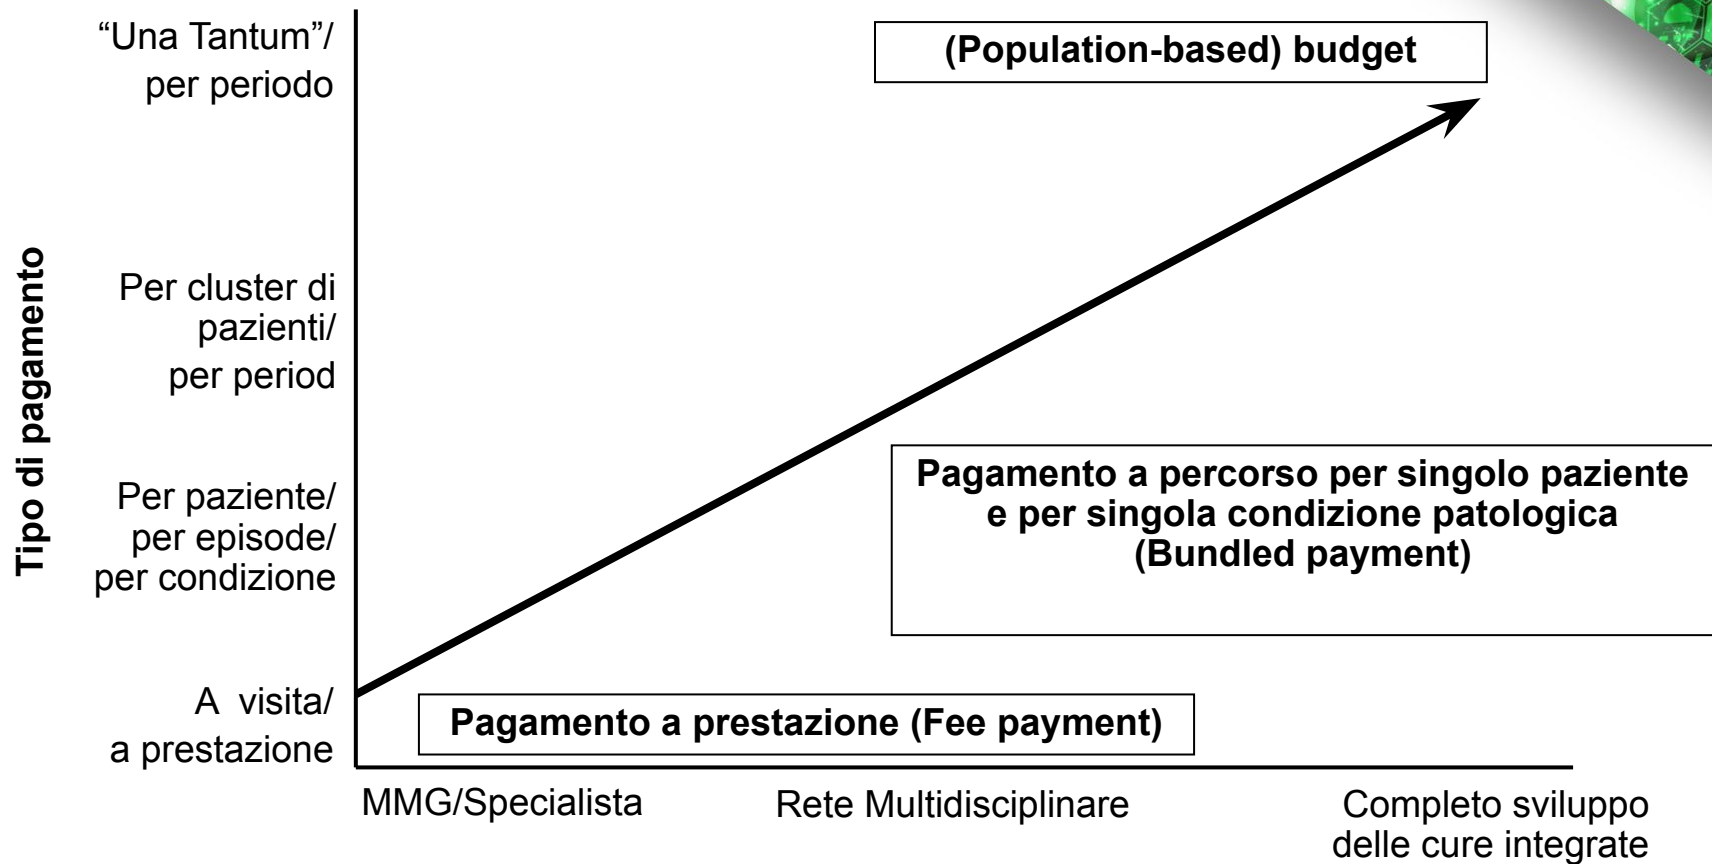 “Una Tantum”/
per periodo
(Population-based) budget
Tipo di pagamento
Per cluster di
pazienti/
per period
Per paziente/
per episode/
per condizione
Pagamento a percorso per singolo paziente
e per singola condizione patologica
(Bundled payment)
A visita/
a prestazione
Pagamento a prestazione (Fee payment)
MMG/Specialista
Rete Multidisciplinare
Completo sviluppo
delle cure integrate